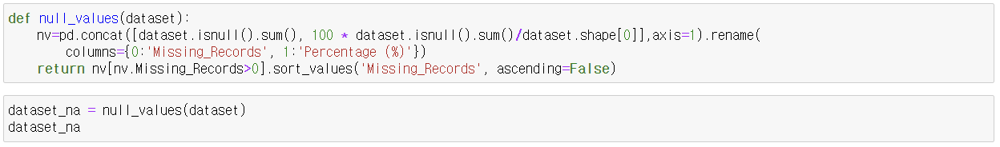 def null_values(dataset):
    nv=pd.concat([dataset.isnull().sum(), 100 * dataset.isnull().sum()/dataset.shape[0]],axis=1).rename(
        columns={0:'Missing_Records', 1:'Percentage (%)'})
    return nv[nv.Missing_Records>0].sort_values('Missing_Records', ascending=False)
dataset_na = null_values(dataset)
dataset_na